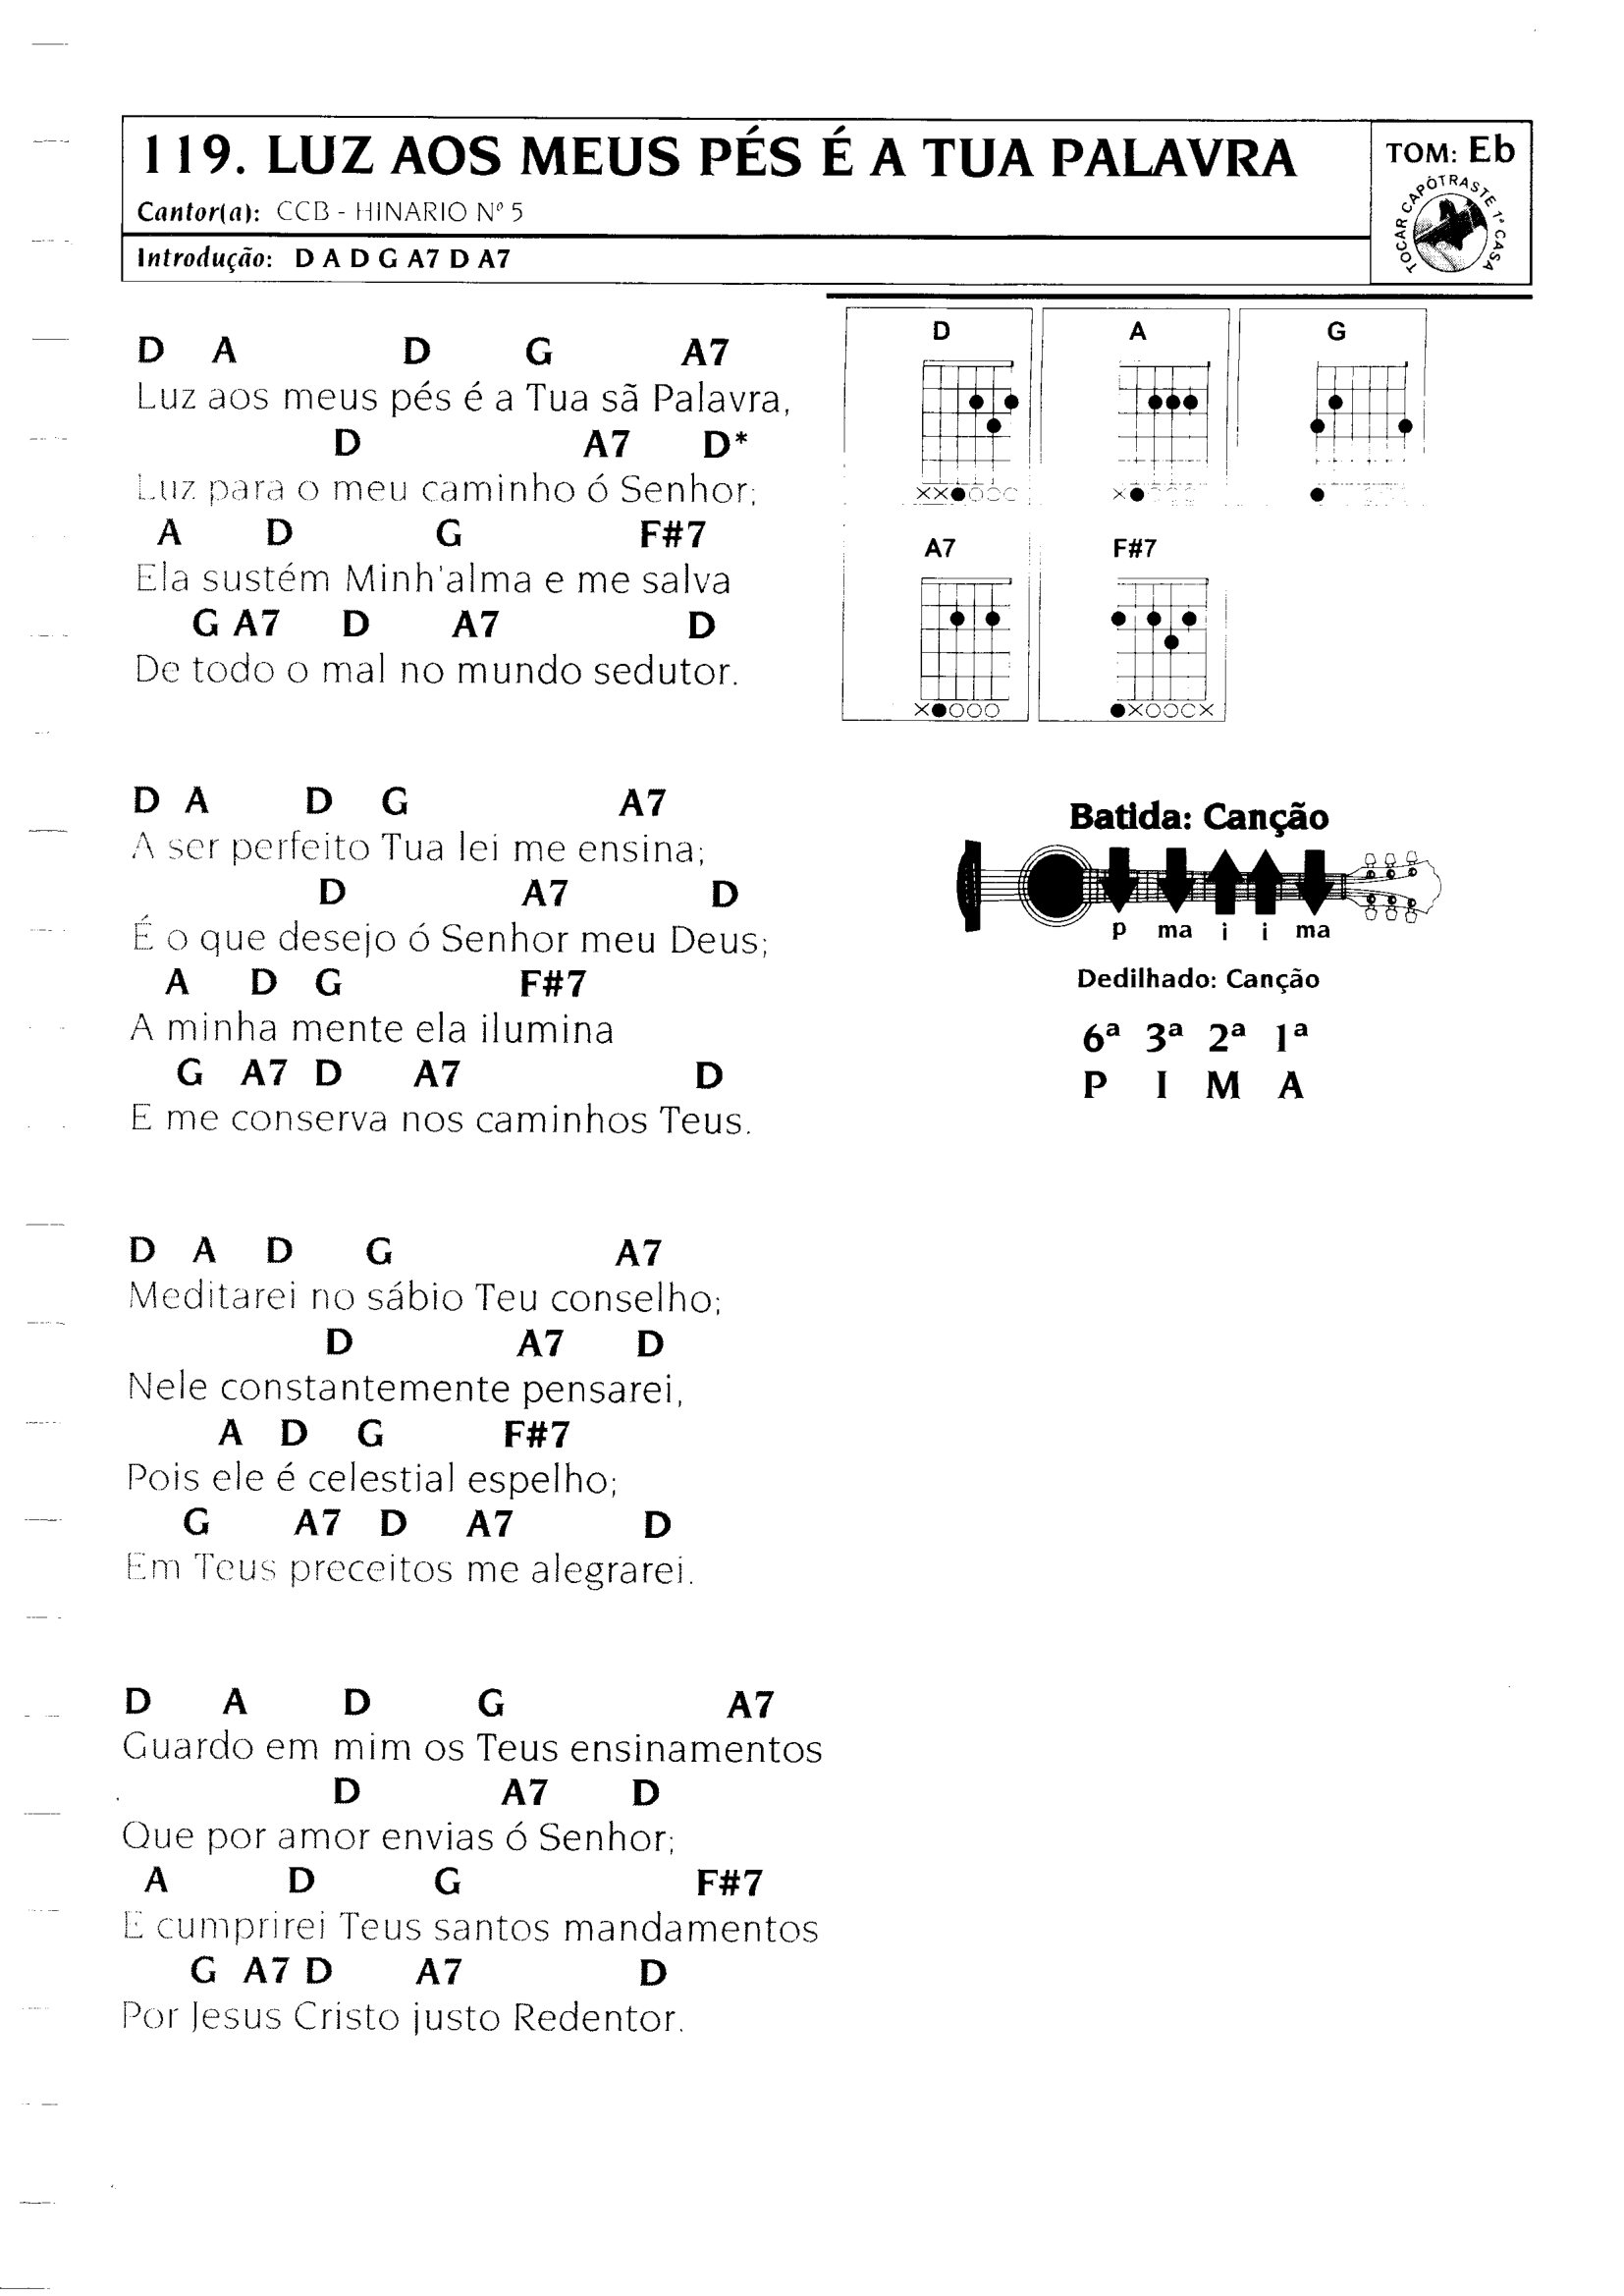 119. LUZ AOS MEUS PÉS É A TUA PALAVRA
Cantor(a): CCB - HINARIO Nº 5
Introdução: D A D G A7 D A7
TOM: Eb
TOCAR CAPOTRASTE 1ª CASA
D A D G A7
Luz aos meus pés é a Tua sã Palavra,
D A7 D*
Luz para o meu caminho ó Senhor;
A D G F#7
Ela sustém Minh'alma e me salva
G A7 D A7 D
De todo o mal no mundo sedutor.
D A G
A7 F#7
D A D G A7
A ser perfeito Tua lei me ensina;
D A7 D
É o que desejo ó Senhor meu Deus;
A D G F#7
A minha mente ela ilumina
G A7 D A7 D
E me conserva nos caminhos Teus.
Batida: Canção
p ma i i ma
Dedilhado: Canção
6ª 3ª 2ª 1ª
P I M A
D A D G A7
Meditarei no sábio Teu conselho;
D A7 D
Nele constantemente pensarei,
A D G F#7
Pois ele é celestial espelho;
G A7 D A7 D
Em Teus preceitos me alegrarei.
D A D G A7
Guardo em mim os Teus ensinamentos
D A7 D
Que por amor envias ó Senhor;
A D G F#7
E cumprirei Teus santos mandamentos
G A7 D A7 D
Por Jesus Cristo justo Redentor.